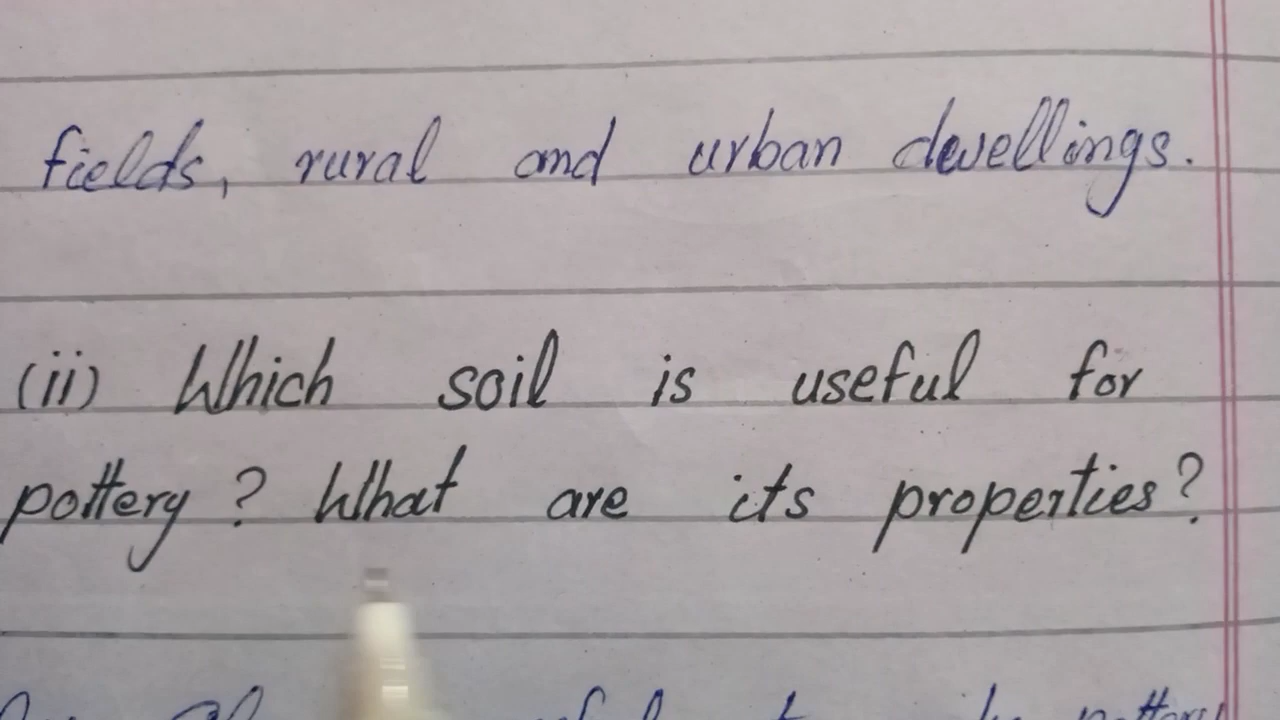 fields, rural and urban dwellings.
(ii) Which soil is useful for
pottery? What are its properties?